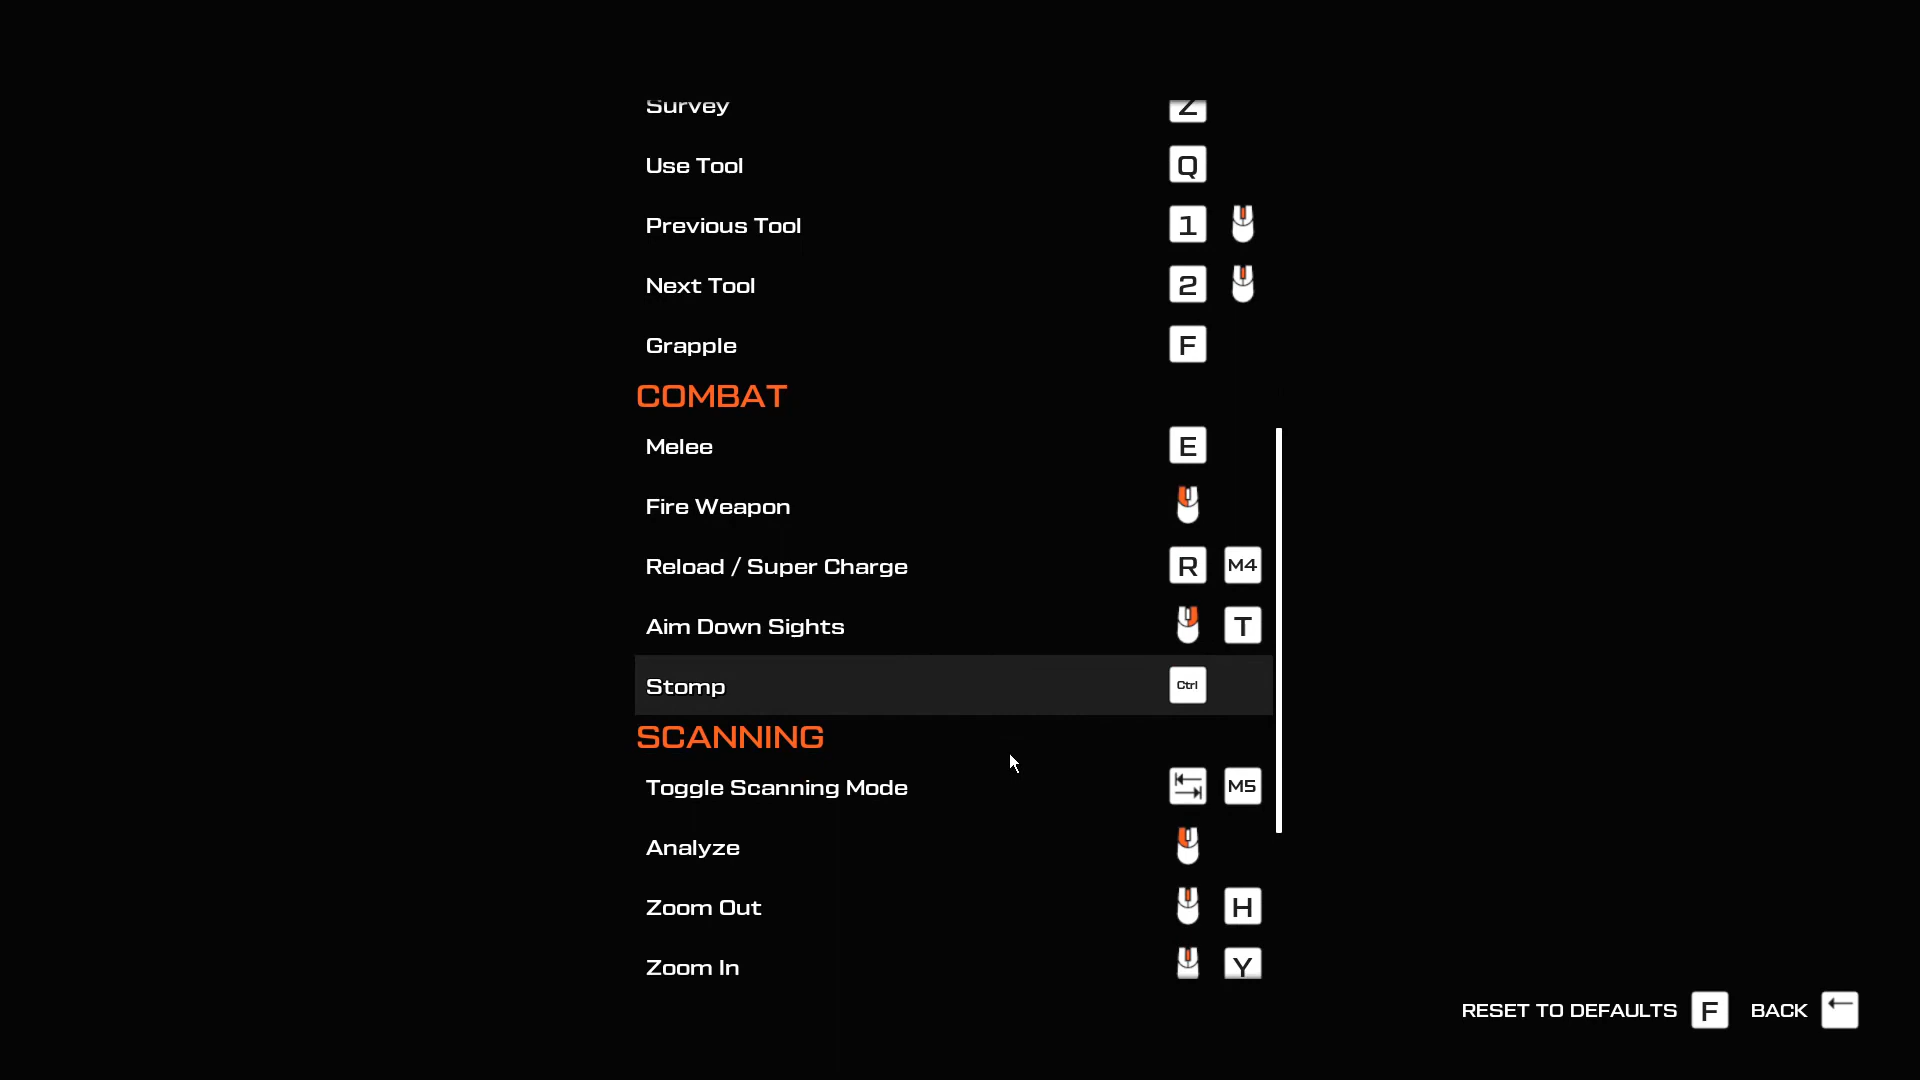 Survey Z
Use Tool Q
Previous Tool 1
Next Tool 2
Grapple F
COMBAT
Melee E
Fire Weapon
Reload / Super Charge R M4
Aim Down Sights T
Stomp Ctrl
SCANNING
Toggle Scanning Mode M5
Analyze
Zoom Out H
Zoom In Y
RESET TO DEFAULTS F BACK